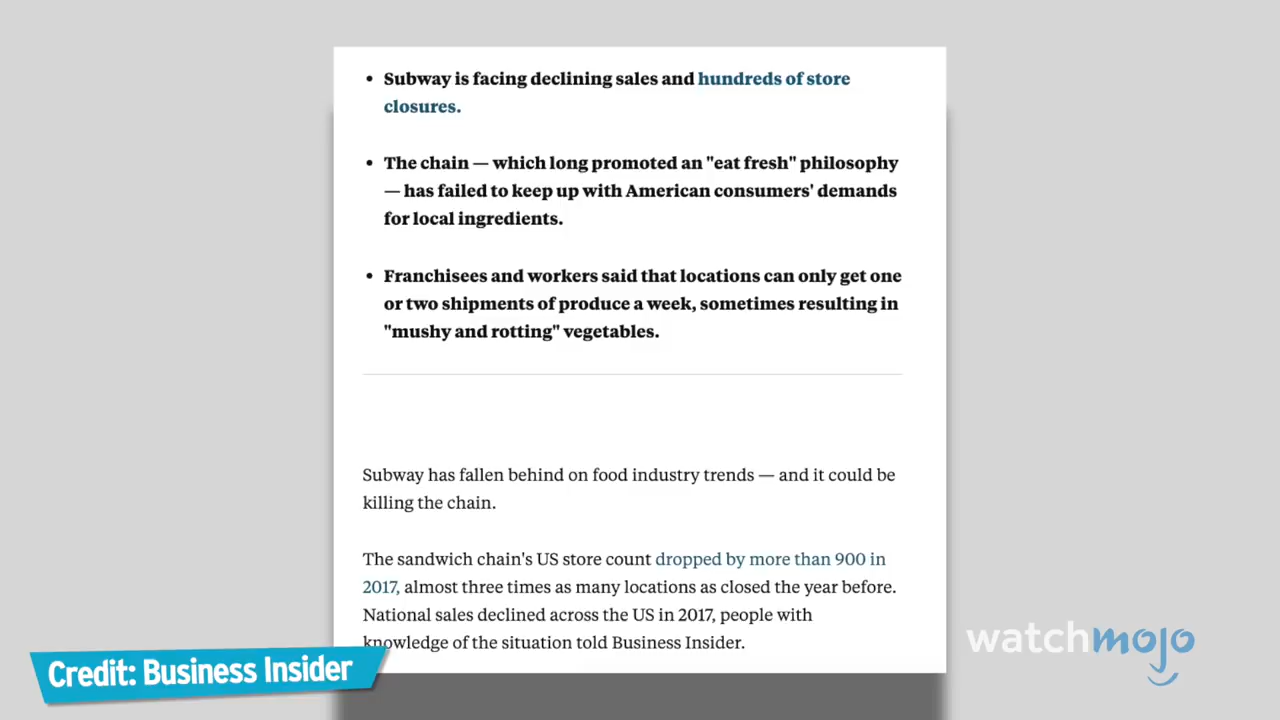 • Subway is facing declining sales and hundreds of store
closures.
• The chain — which long promoted an "eat fresh" philosophy
— has failed to keep up with American consumers' demands
for local ingredients.
• Franchisees and workers said that locations can only get one
or two shipments of produce a week, sometimes resulting in
"mushy and rotting" vegetables.
Subway has fallen behind on food industry trends — and it could be
killing the chain.
The sandwich chain's US store count dropped by more than 900 in
2017, almost three times as many locations as closed the year before.
National sales declined across the US in 2017, people with
knowledge of the situation told Business Insider.
Credit: Business Insider
watchmojo